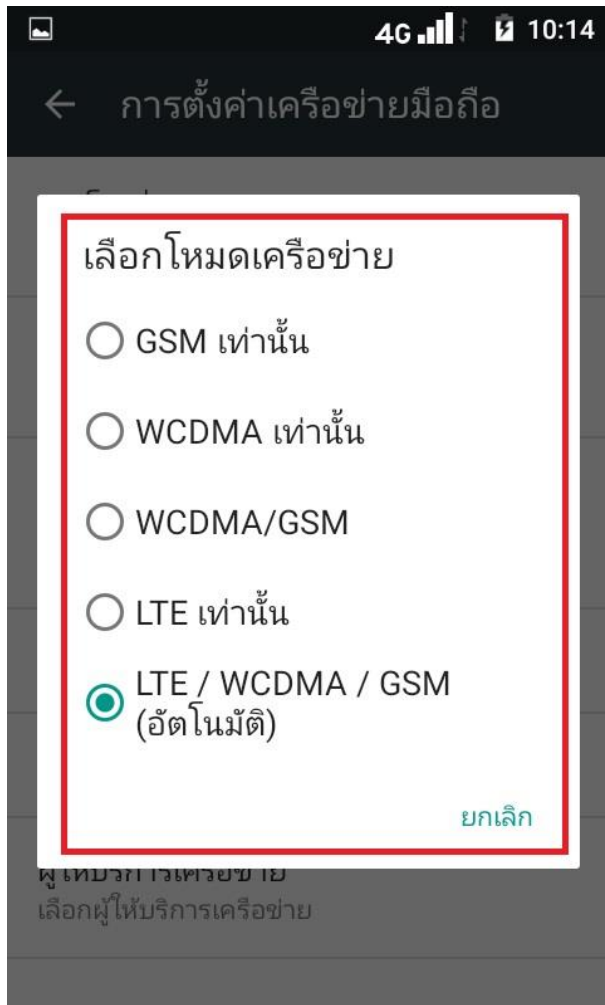 4G 10:14
การตั้งค่าเครือข่ายมือถือ
เลือกโหมดเครือข่าย
GSM เท่านั้น
WCDMA เท่านั้น
WCDMA/GSM
LTE เท่านั้น
LTE / WCDMA / GSM
(อัตโนมัติ)
ยกเลิก
ผู้ให้บริการเครือข่าย
เลือกผู้ให้บริการเครือข่าย